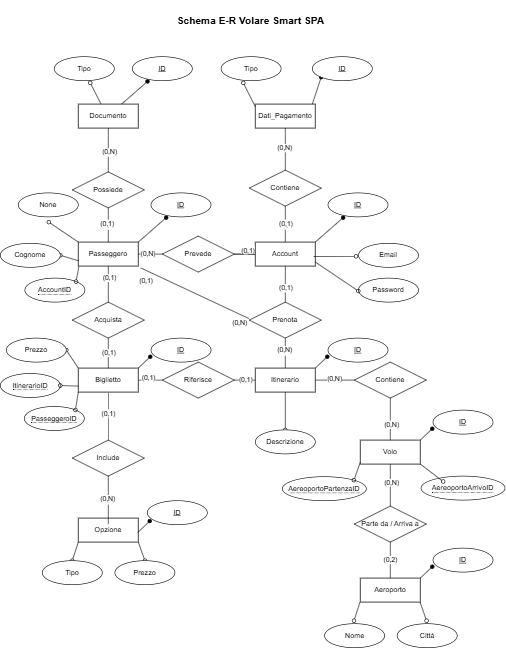 Schema E-R Volare Smart SPA
Tipo
ID
Tipo
ID
Documento
Dati_Pagamento
(0,N)
(0,N)
Possiede
Contiene
None
ID
ID
(0,1)
(0,1)
Cognome
Passeggero
(0,N)
Prevede
(0,1)
Account
Email
AccountID
(0,1)
(0,1)
(0,1)
Password
Acquista
(0,N)
Prenota
Prezzo
(0,1)
ID
(0,N)
ID
ItinerarioID
Biglietto
(0,1)
Riferisce
(0,1)
Itinerario
(0,N)
Contiene
PasseggeroID
(0,1)
(0,N)
ID
Descrizione
Include
Volo
AereoportoPartenzaID
(0,N)
AereoportoArrivoID
(0,N)
ID
Opzione
Parte da / Arriva a
(0,2)
ID
Tipo
Prezzo
Aeroporto
Nome
Città